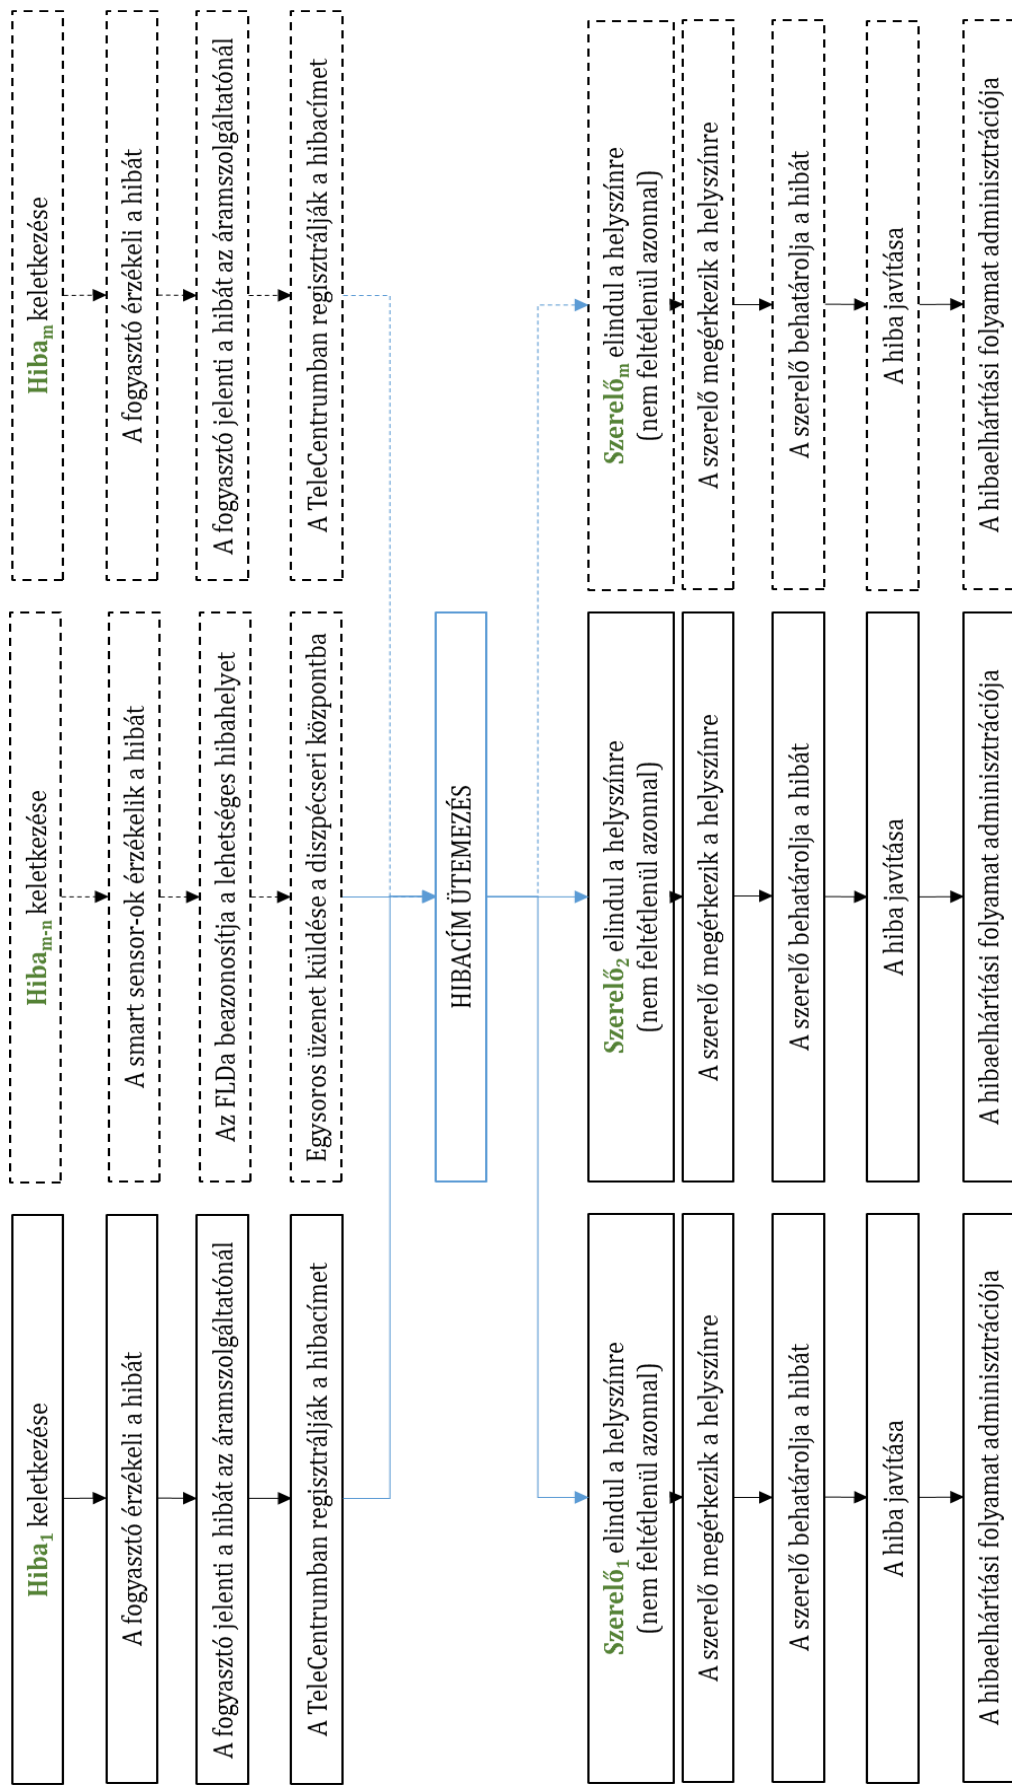 Hiba1 keletkezése
A fogyasztó érzékeli a hibát
A fogyasztó jelenti a hibát az áramszolgáltatónál
A TeleCentrumban regisztrálják a hibacímet
Hibam-n keletkezése
A smart sensor-ok érzékelik a hibát
Az FLDa beazonosítja a lehetséges hibahelyet
Egysoros üzenet küldése a diszpécseri központba
Hibam keletkezése
A fogyasztó érzékeli a hibát
A fogyasztó jelenti a hibát az áramszolgáltatónál
A TeleCentrumban regisztrálják a hibacímet
HIBACÍM ÜTEMEZÉS
Szerelő1 elindul a helyszínre
(nem feltétlenül azonnal)
A szerelő megérkezik a helyszínre
A szerelő behatárolja a hibát
A hiba javítása
A hibaelhárítási folyamat adminisztrációja
Szerelő2 elindul a helyszínre
(nem feltétlenül azonnal)
A szerelő megérkezik a helyszínre
A szerelő behatárolja a hibát
A hiba javítása
A hibaelhárítási folyamat adminisztrációja
Szerelőm elindul a helyszínre
(nem feltétlenül azonnal)
A szerelő megérkezik a helyszínre
A szerelő behatárolja a hibát
A hiba javítása
A hibaelhárítási folyamat adminisztrációja